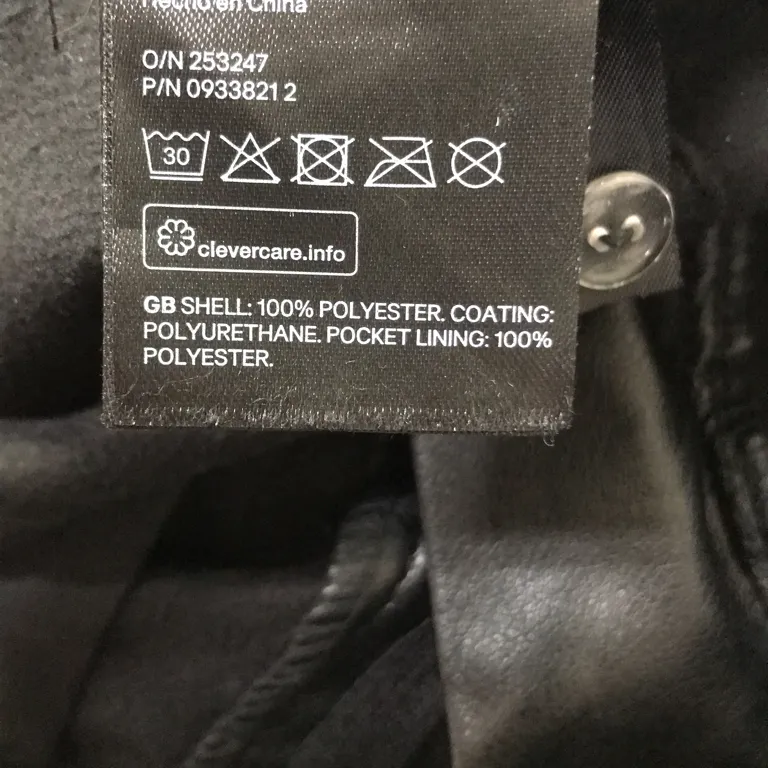 Hecho en China
O/N 253247
P/N 0933821 2
30
clevercare.info
GB SHELL: 100% POLYESTER. COATING:
POLYURETHANE. POCKET LINING: 100%
POLYESTER.